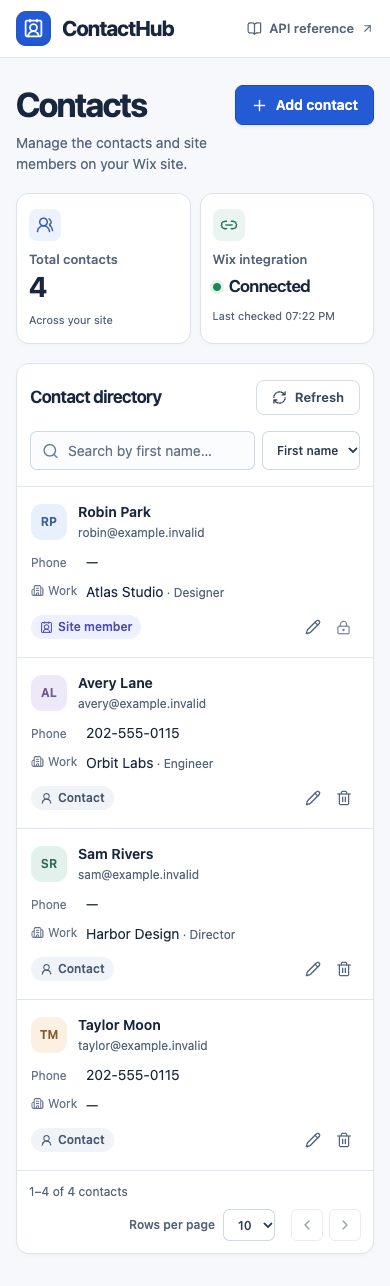 ContactHub
API reference
Contacts
Add contact
Manage the contacts and site
members on your Wix site.
Total contacts
4
Across your site
Wix integration
Connected
Last checked 07:22 PM
Contact directory
Refresh
Search by first name...
First name
RP
Robin Park
robin@example.invalid
Phone —
Work Atlas Studio · Designer
Site member
AL
Avery Lane
avery@example.invalid
Phone 202-555-0115
Work Orbit Labs · Engineer
Contact
SR
Sam Rivers
sam@example.invalid
Phone —
Work Harbor Design · Director
Contact
TM
Taylor Moon
taylor@example.invalid
Phone 202-555-0115
Work —
Contact
1–4 of 4 contacts
Rows per page 10